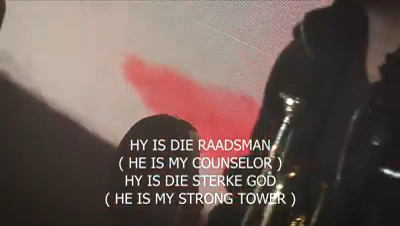 HY IS DIE RAADSMAN
( HE IS MY COUNSELOR )
HY IS DIE STERKE GOD
( HE IS MY STRONG TOWER )